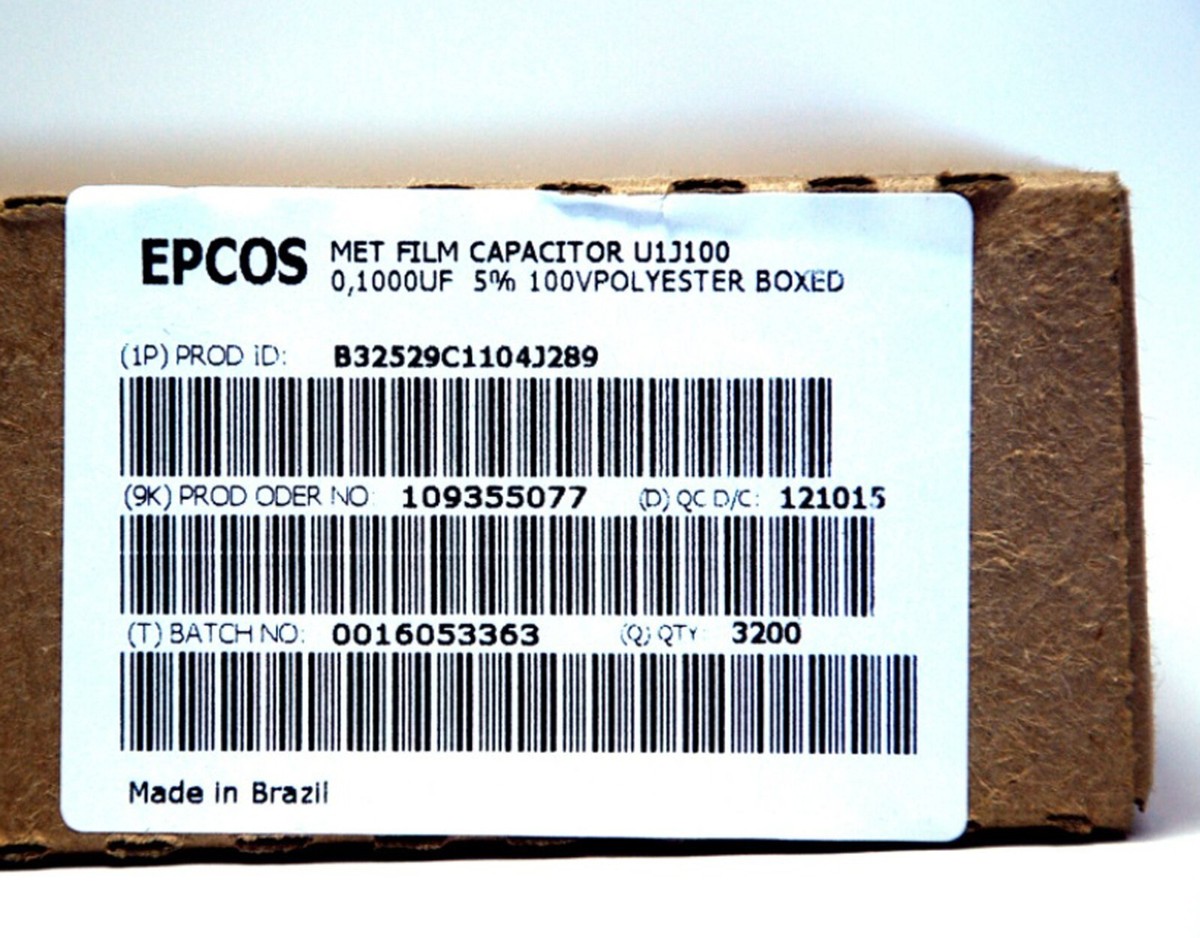 EPCOS
MET FILM CAPACITOR U1J100
0,1000UF 5% 100VPOLYESTER BOXED
(1P) PROD iD: B32529C1104J289
(9K) PROD ODER NO: 109355077 (D) QC D/C: 121015
(T) BATCH NO: 0016053363 (Q) QTY: 3200
Made in Brazil